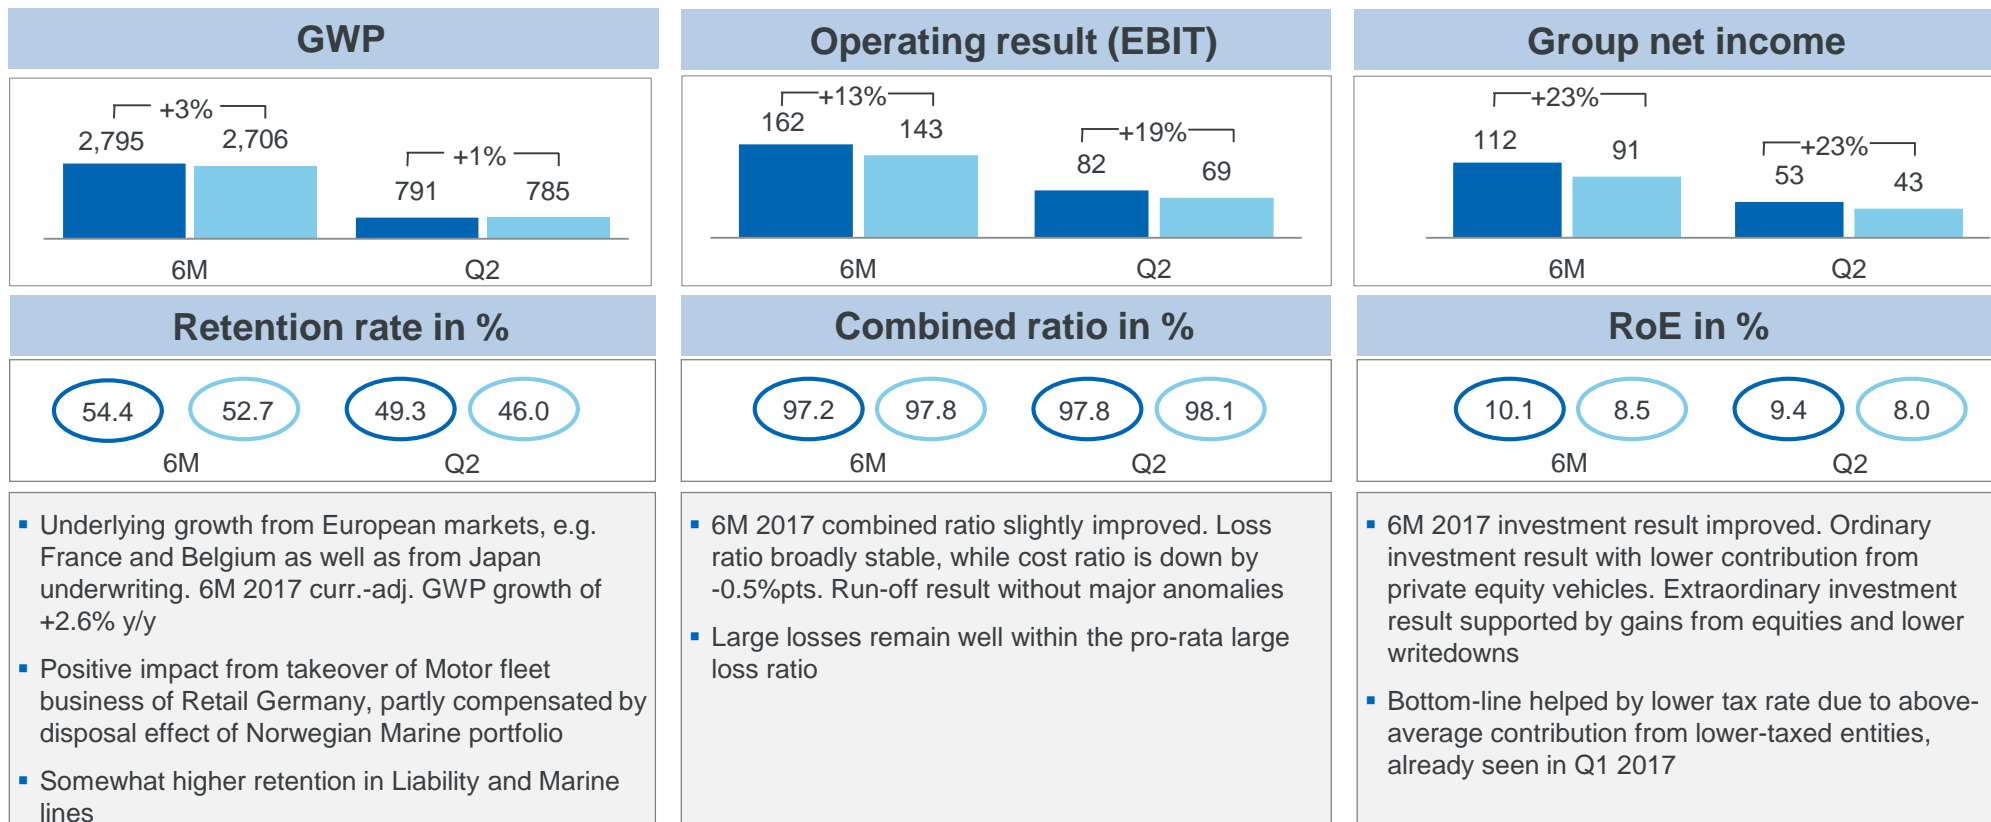 GWP
+3%
2,795
2,706
+1%
791
785
6M
Q2
Operating result (EBIT)
+13%
162
143
+19%
82
69
6M
Q2
Group net income
+23%
112
91
+23%
53
43
6M
Q2
Retention rate in %
54.4
52.7
49.3
46.0
6M
Q2
Combined ratio in %
97.2
97.8
97.8
98.1
6M
Q2
RoE in %
10.1
8.5
9.4
8.0
6M
Q2
▪ Underlying growth from European markets, e.g.
France and Belgium as well as from Japan
underwriting. 6M 2017 curr.-adj. GWP growth of
+2.6% y/y
▪ Positive impact from takeover of Motor fleet
business of Retail Germany, partly compensated by
disposal effect of Norwegian Marine portfolio
▪ Somewhat higher retention in Liability and Marine
lines
▪ 6M 2017 combined ratio slightly improved. Loss
ratio broadly stable, while cost ratio is down by
-0.5%pts. Run-off result without major anomalies
▪ Large losses remain well within the pro-rata large
loss ratio
▪ 6M 2017 investment result improved. Ordinary
investment result with lower contribution from
private equity vehicles. Extraordinary investment
result supported by gains from equities and lower
writedowns
▪ Bottom-line helped by lower tax rate due to above-
average contribution from lower-taxed entities,
already seen in Q1 2017